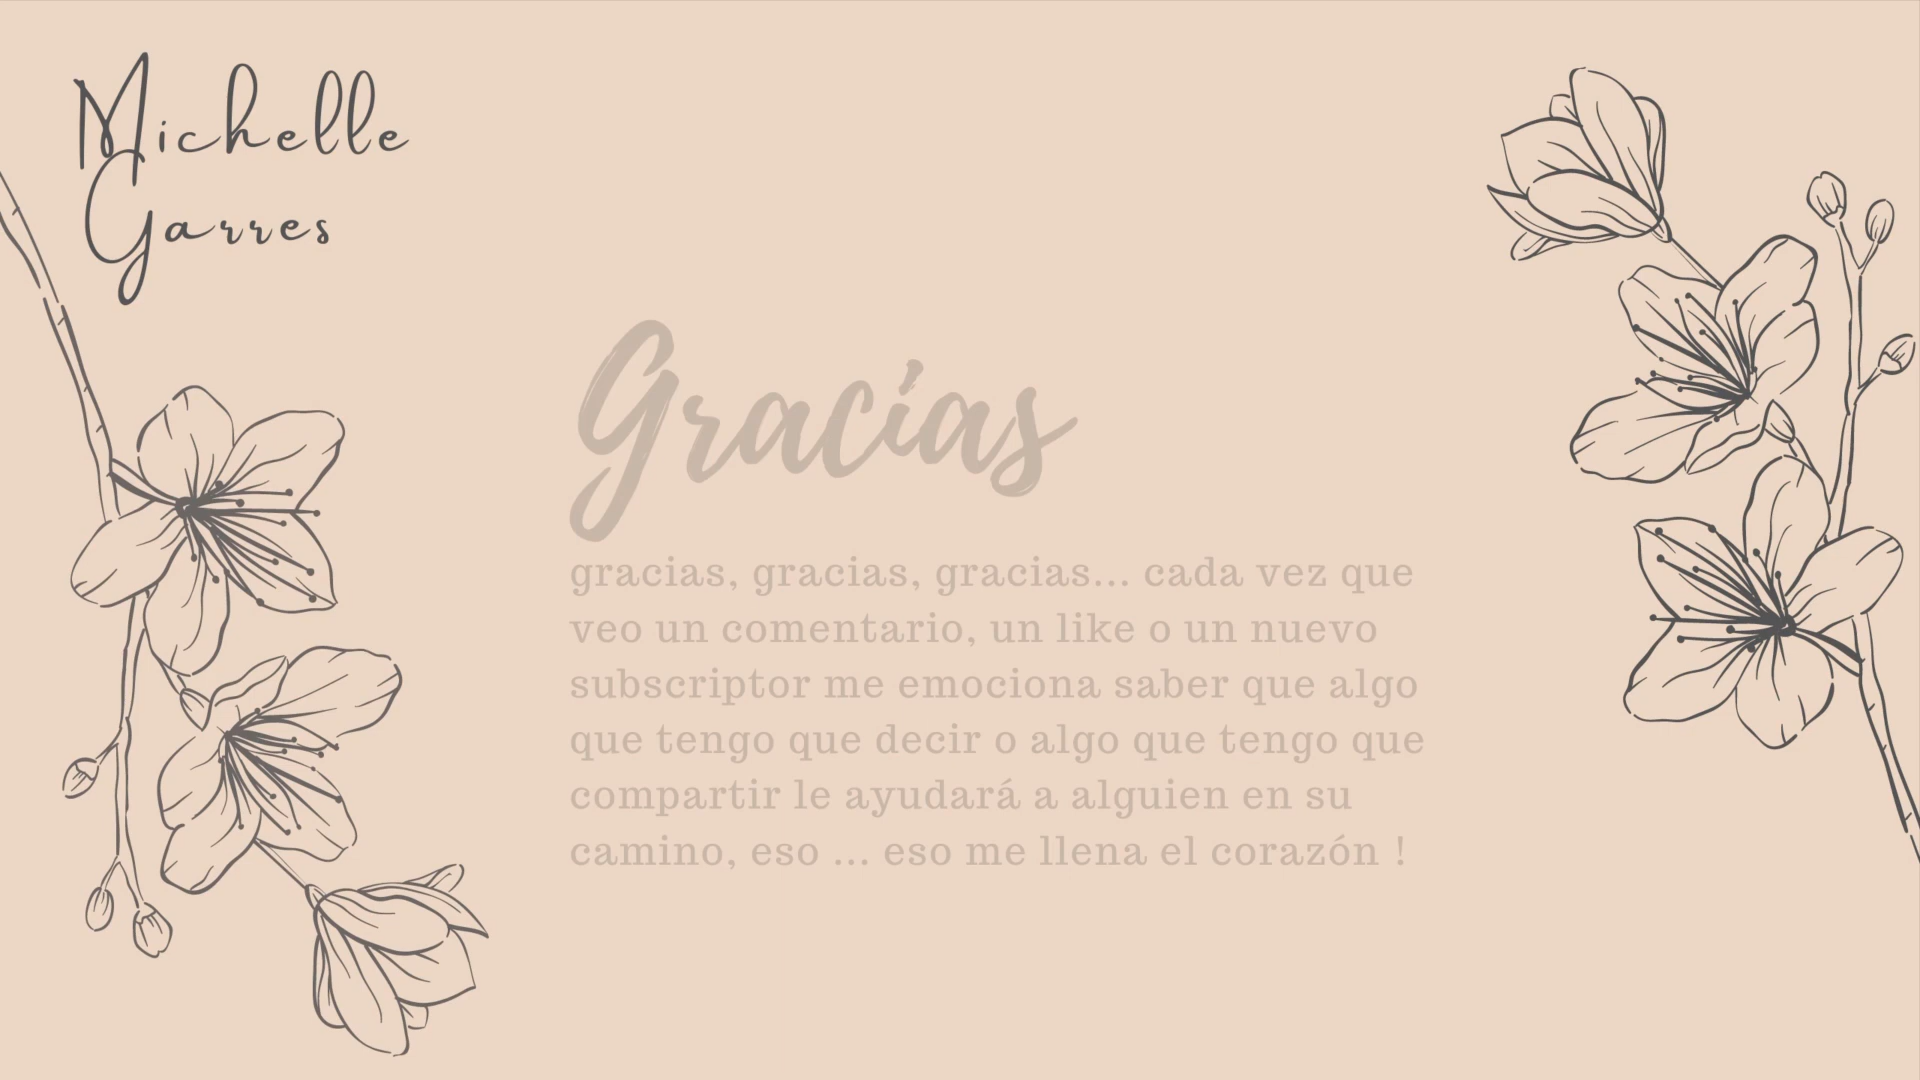 Michelle
Garres
Gracias
gracias, gracias, gracias... cada vez que
veo un comentario, un like o un nuevo
subscriptor me emociona saber que algo
que tengo que decir o algo que tengo que
compartir le ayudará a alguien en su
camino, eso ... eso me llena el corazón !